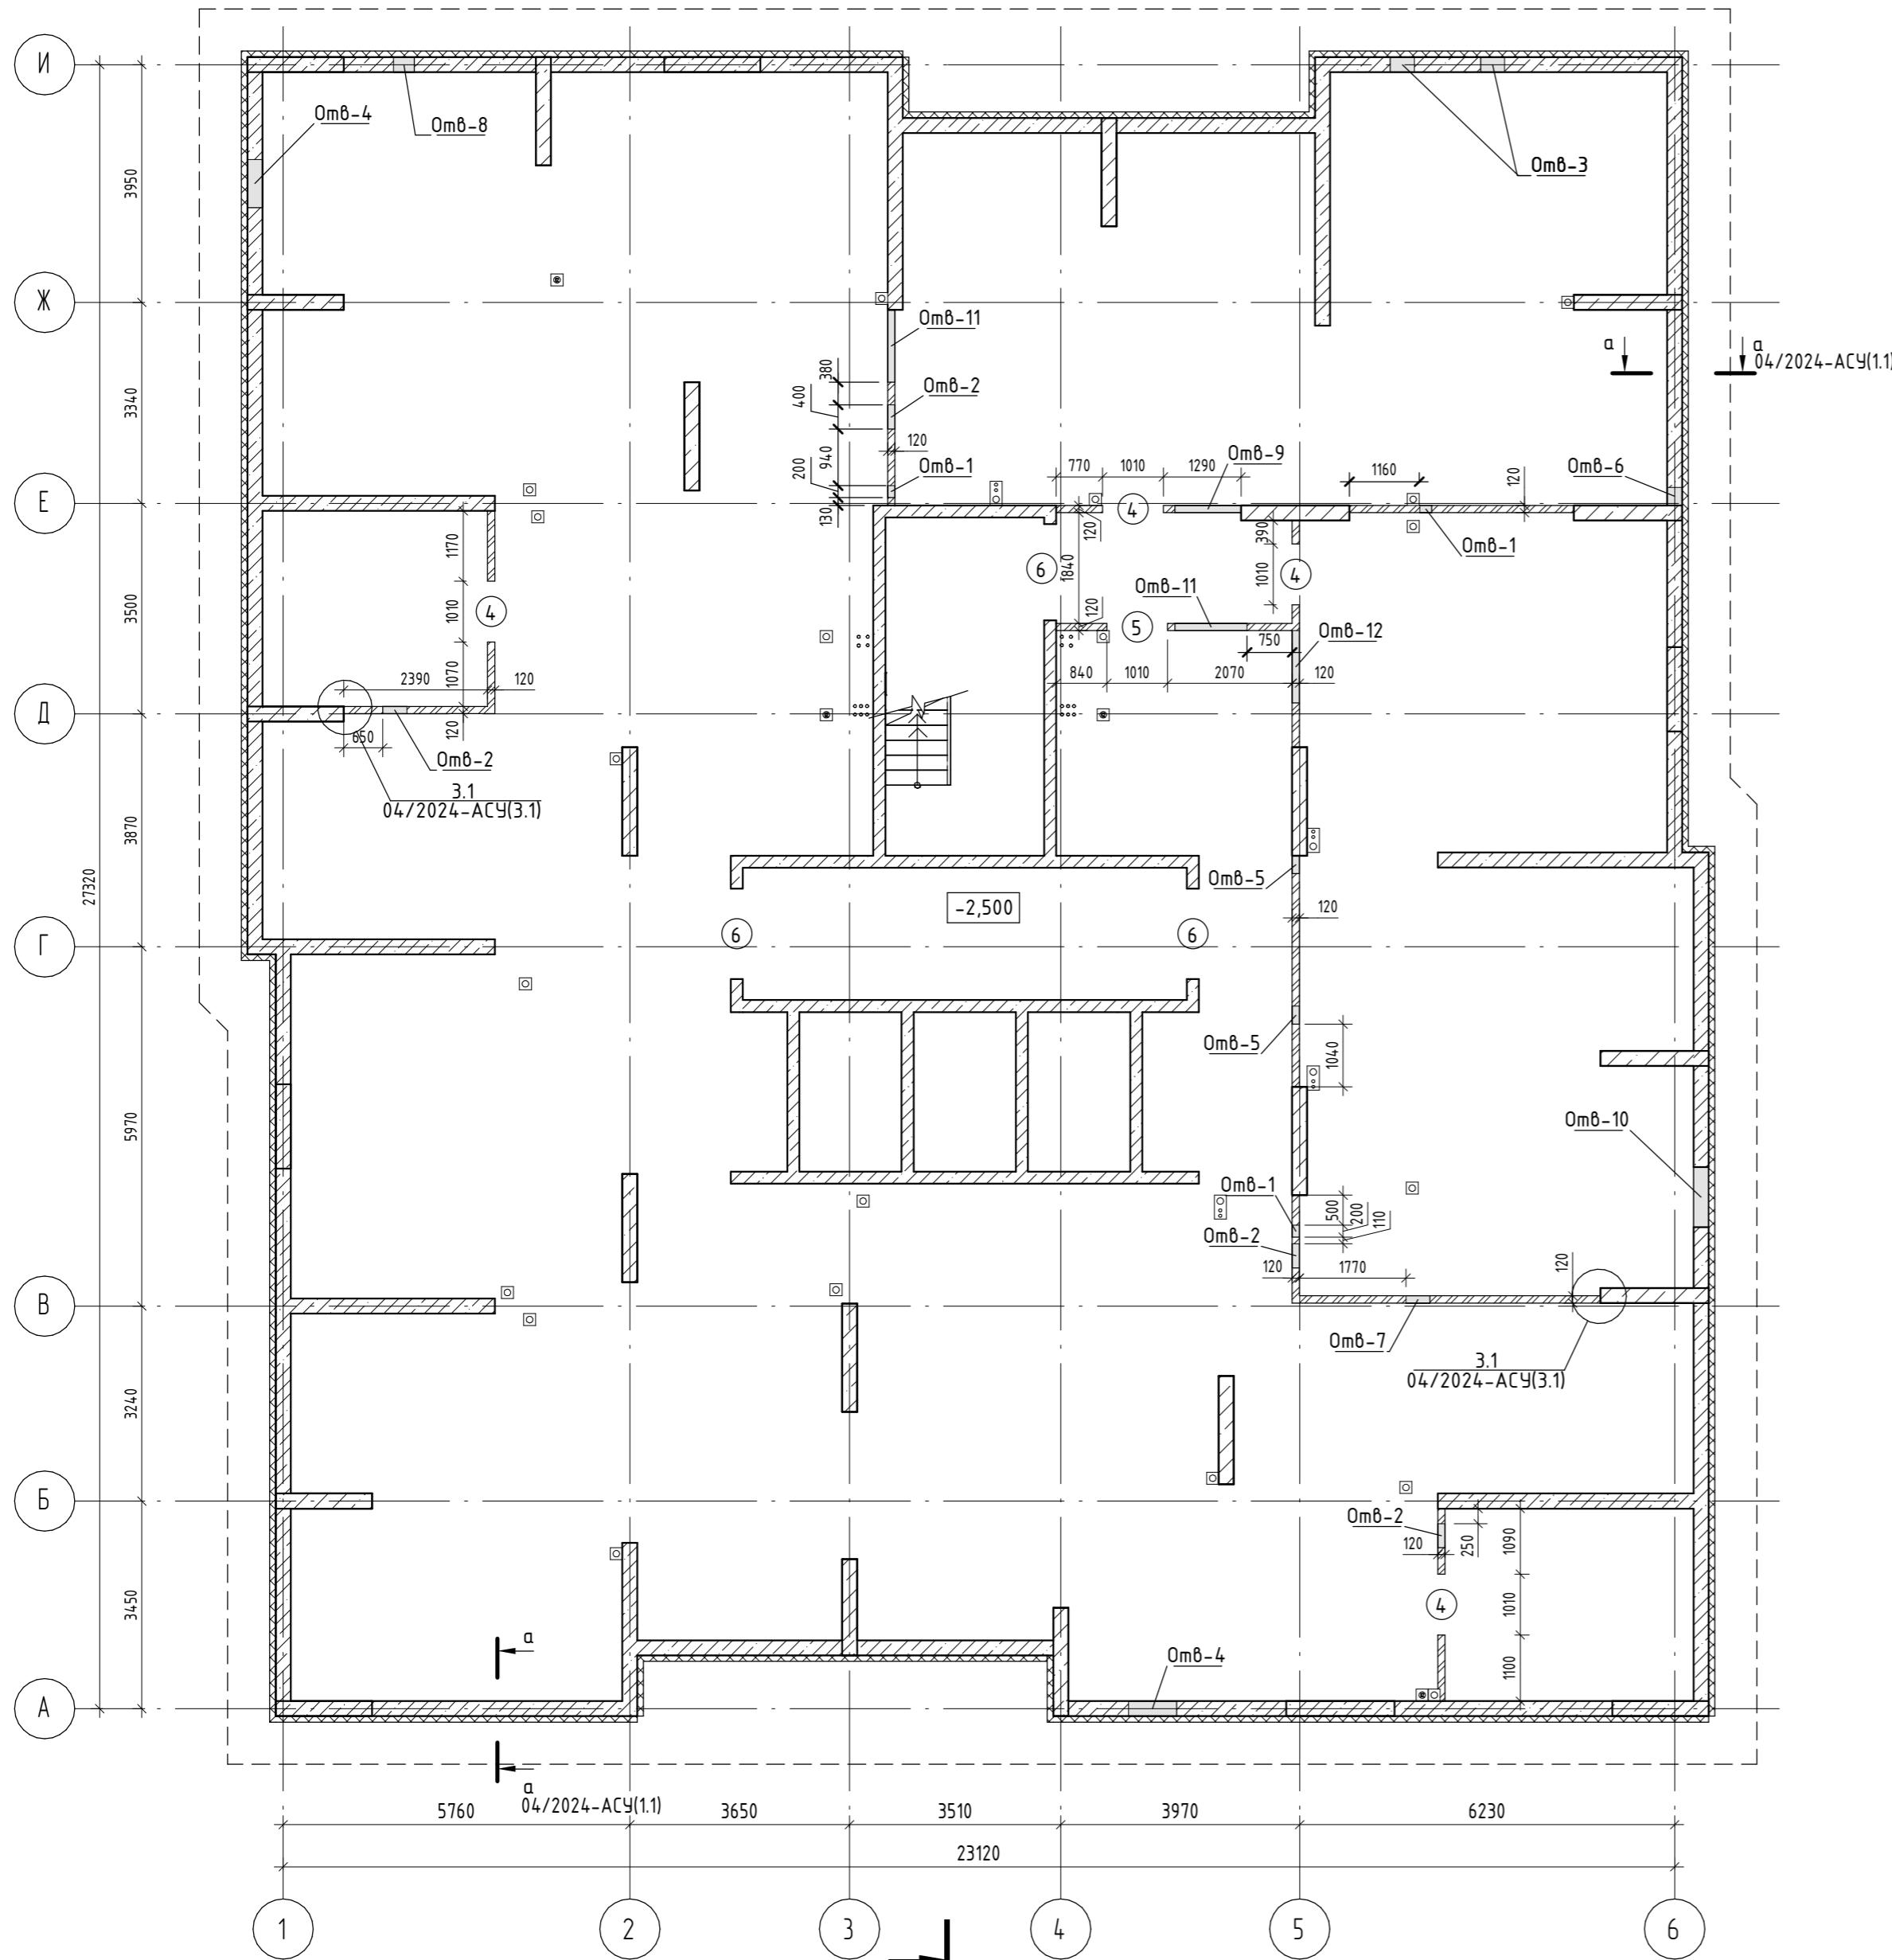 И
Отв-4
Отв-8
Отв-3
3950
Ж
Отв-11
а
а
04/2024-АСУ(1.1)
380
400
Отв-2
3340
120
940
200
Отв-1
770
1010
1290
Отв-9
1160
120
Отв-6
Е
130
4
120
390
Отв-1
1170
6
1840
1010
4
3500
1010
4
120
Отв-11
5
Отв-12
750
1070
2390
120
840
1010
2070
120
Д
120
650
Отв-2
3.1
04/2024-АСУ(3.1)
3870
27320
Отв-5
-2,500
120
6
6
Г
Отв-5
1040
5970
Отв-10
Отв-1
500
200
110
Отв-2
120
1770
120
В
Отв-7
3.1
04/2024-АСУ(3.1)
3240
Б
Отв-2
120
250
1090
4
1010
3450
а
Отв-4
1100
А
а
04/2024-АСУ(1.1)
5760
3650
3510
3970
6230
23120
1
2
3
4
5
6